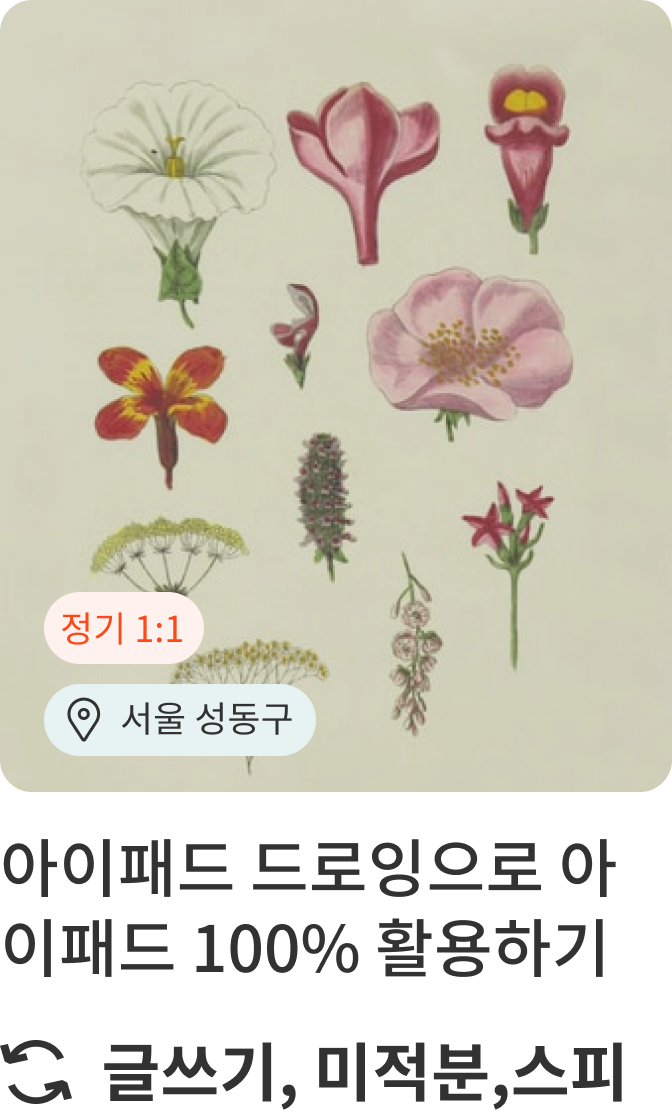 정기 1:1
서울 성동구
아이패드 드로잉으로 아
이패드 100% 활용하기
글쓰기, 미적분,스피